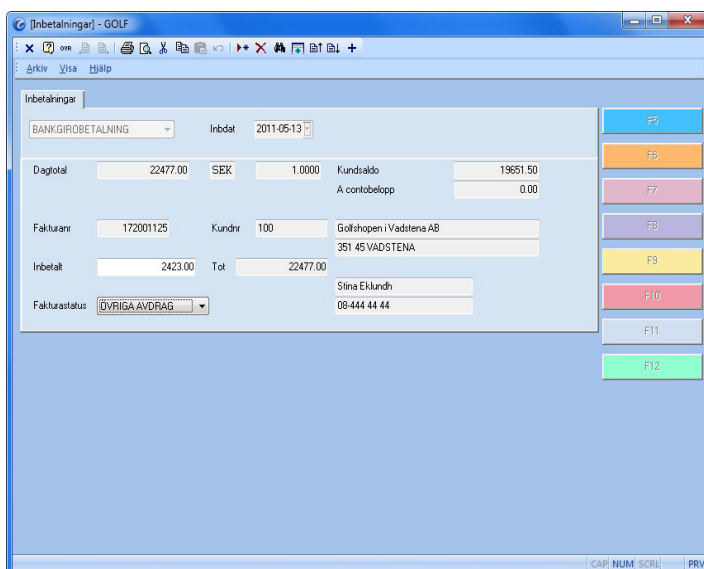 [Inbetalningar] - GOLF
OVR
Arkiv Visa Hjälp
Inbetalningar
BANKGIROBETALNING Inbdat 2011-05-13
F5
F6
Dagtotal 22477.00 SEK 1.0000 Kundsaldo 19651.50
A contobelopp 0.00
F7
Fakturanr 172001125 Kundnr 100 Golfshopen i Vadstena AB
F8
351 45 VADSTENA
Inbetalt 2423.00 Tot 22477.00
F9
Stina Eklundh
F10
Fakturastatus ÖVRIGA AVDRAG 08-444 44 44
F11
F12
CAP NUM SCRL PRV